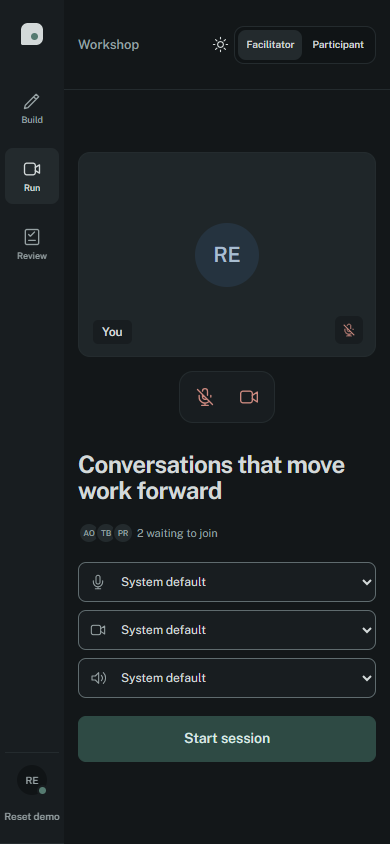 Workshop
Facilitator
Participant
Build
Run
Review
RE
You
Conversations that move
work forward
AO
TB
PR
2 waiting to join
System default
System default
System default
Start session
RE
Reset demo